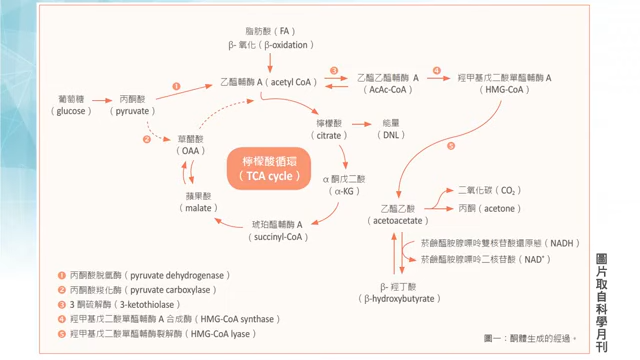 脂肪酸（FA）
β- 氧化（β-oxidation）
乙醯輔酶 A（acetyl CoA）
③
乙醯乙醯輔酶 A
（AcAc-CoA）
④
羥甲基戊二酸單醯輔酶 A
（HMG-CoA）
葡萄糖
（glucose）
丙酮酸
（pyruvate）
①
②
草醋酸
（OAA）
檸檬酸
（citrate）
能量
（DNL）
⑤
檸檬酸循環
（TCA cycle）
α 酮戊二酸
（α-KG）
蘋果酸
（malate）
琥珀醯輔酶 A
（succinyl-CoA）
乙醯乙酸
（acetoacetate）
二氧化碳（CO₂）
丙酮（acetone）
菸鹼醯胺腺嘌呤雙核苷酸還原態（NADH）
菸鹼醯胺腺嘌呤二核苷酸（NAD⁺）
β- 羥丁酸
（β-hydroxybutyrate）
① 丙酮酸脫氫酶（pyruvate dehydrogenase）
② 丙酮酸羧化酶（pyruvate carboxylase）
③ 3 酮硫解酶（3-ketothiolase）
④ 羥甲基戊二酸單醯輔酶 A 合成酶（HMG-CoA synthase）
⑤ 羥甲基戊二酸單醯輔酶裂解酶（HMG-CoA lyase）
圖一：酮體生成的經過。
圖片取自科學月刊